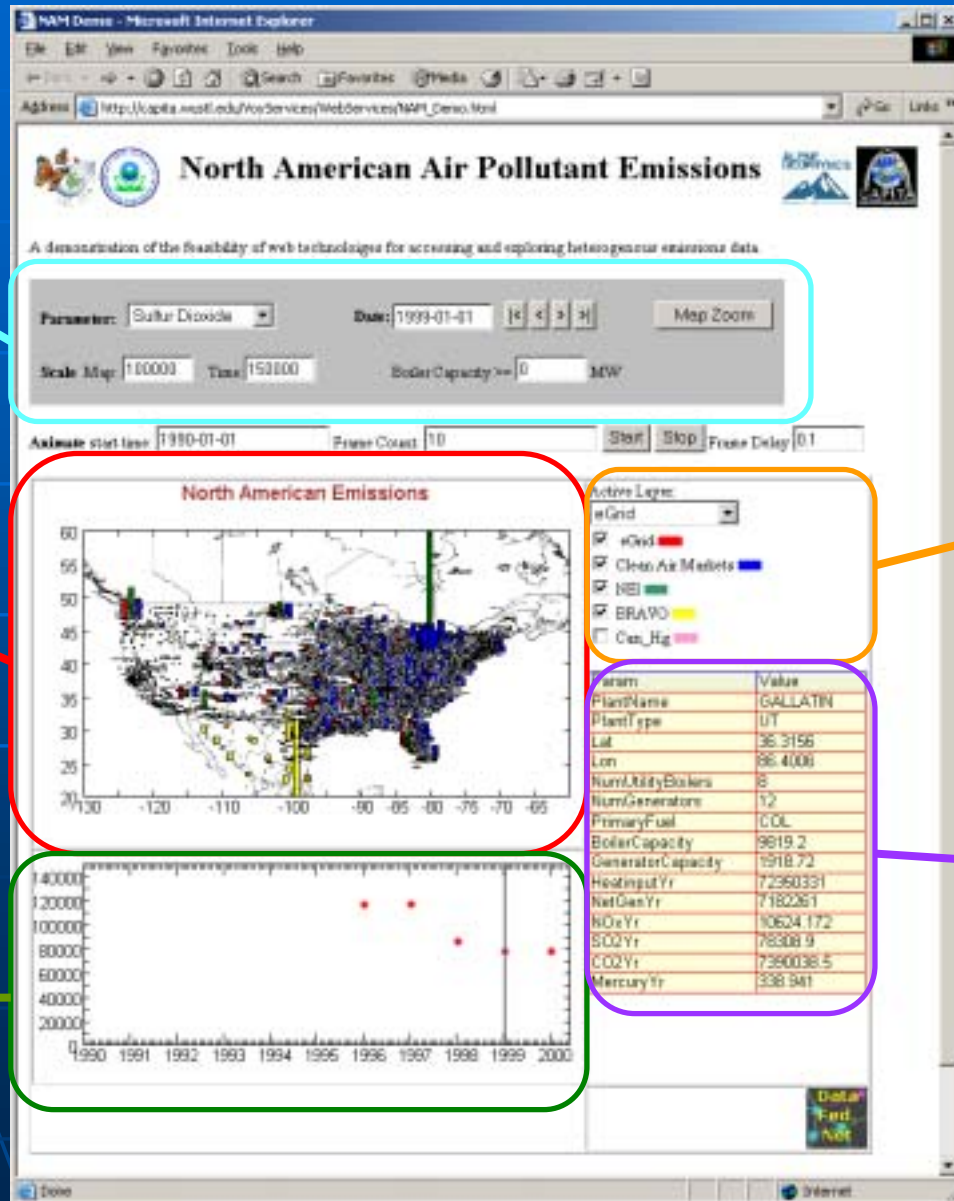 NAM Demo - Microsoft Internet Explorer
File Edit View Favorites Tools Help
Back Search Favorites Media
Address http://capita.wustl.edu/VoyServices/WebServices/NAM_Demo.html Go Links
North American Air Pollutant Emissions
ALPINE GEOPHYSICS
CAPITA
A demonstration of the feasibility of web technolsiges for accessing and exploring heterogenous emissions data.
Parameter: Sulfur Dioxide Date: 1999-01-01 |< < > >| Map Zoom
Scale Map 100000 Time 150000 Boiler Capacity >= 0 MW
Animate start time 1990-01-01 Frame Count 10 Start Stop Frame Delay 0.1
North American Emissions
60
55
50
45
40
35
30
25
20
-130 -120 -110 -100 -90 -85 -80 -75 -70 -65
Active Layer:
eGrid
eGrid
Clean Air Markets
NEI
BRAVO
Can_Hg
Param Value
PlantName GALLATIN
PlantType UT
Lat 36.3156
Lon 86.4006
NumUtilityBoilers 8
NumGenerators 12
PrimaryFuel COL
BoilerCapacity 9819.2
GeneratorCapacity 1918.72
HeatinputYr 72350331
NetGenYr 7182261
NOxYr 10624.172
SO2Yr 78308.9
CO2Yr 7390038.5
MercuryYr 338.941
140000
120000
100000
80000
60000
40000
20000
0
1990 1991 1992 1993 1994 1995 1996 1997 1998 1999 2000
Data
Fed
Net
Done Internet